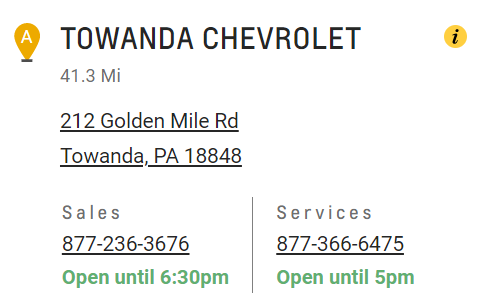 A TOWANDA CHEVROLET i
41.3 Mi
212 Golden Mile Rd
Towanda, PA 18848
Sales
877-236-3676
Open until 6:30pm
Services
877-366-6475
Open until 5pm